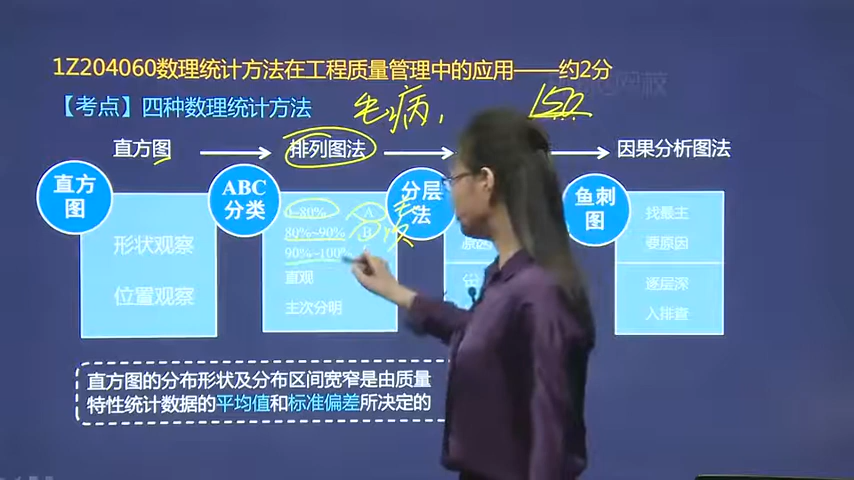 1Z204060数理统计方法在工程质量管理中的应用——约2分
【考点】四种数理统计方法
毛病，
150
直方图
排列图法
因果分析图法
直方图
ABC分类
分层法
鱼刺图
形状观察
位置观察
0~80% A
80%~90% B
90%~100%
直观
主次分明
找最主
要原因
逐层深
入排查
直方图的分布形状及分布区间宽窄是由质量
特性统计数据的平均值和标准偏差所决定的